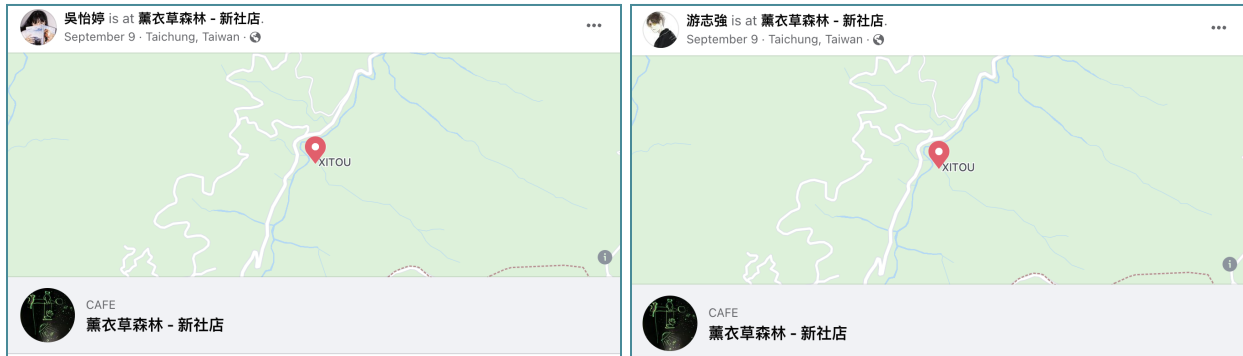 吳怡婷 is at 薰衣草森林 - 新社店.
September 9 · Taichung, Taiwan ·
XITOU
CAFE
薰衣草森林 - 新社店
游志強 is at 薰衣草森林 - 新社店.
September 9 · Taichung, Taiwan ·
XITOU
CAFE
薰衣草森林 - 新社店